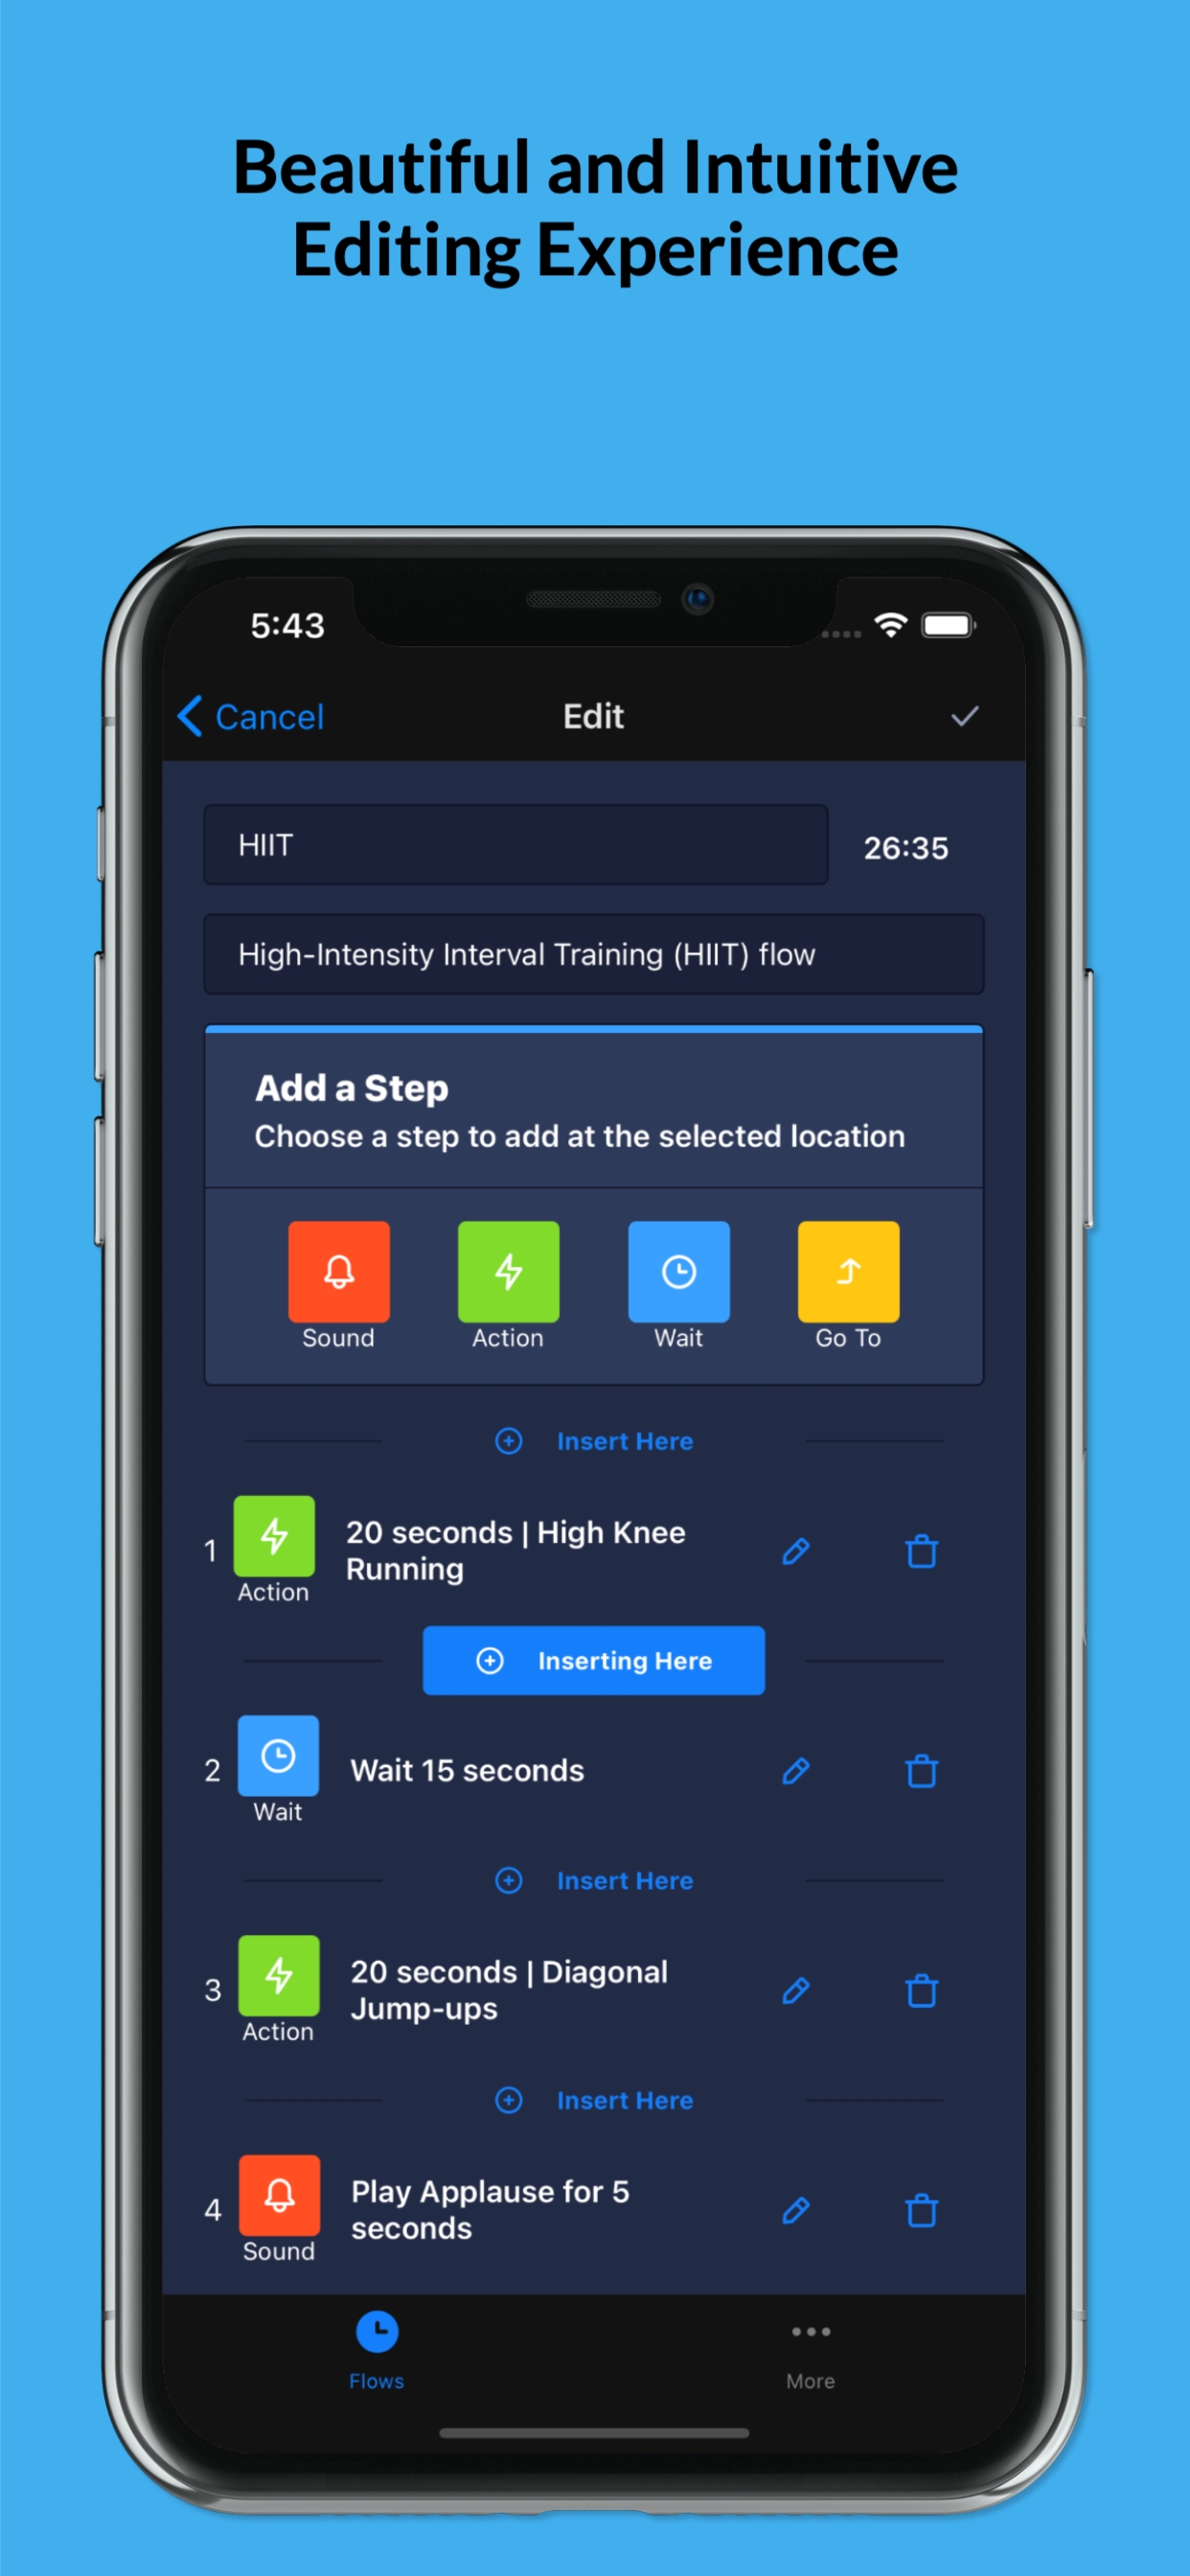 Beautiful and Intuitive
Editing Experience
5:43
Cancel
Edit
HIIT
26:35
High-Intensity Interval Training (HIIT) flow
Add a Step
Choose a step to add at the selected location
Sound
Action
Wait
Go To
Insert Here
1
20 seconds | High Knee
Running
Action
Inserting Here
2
Wait 15 seconds
Wait
Insert Here
3
20 seconds | Diagonal
Jump-ups
Action
Insert Here
4
Play Applause for 5
seconds
Sound
Flows
More